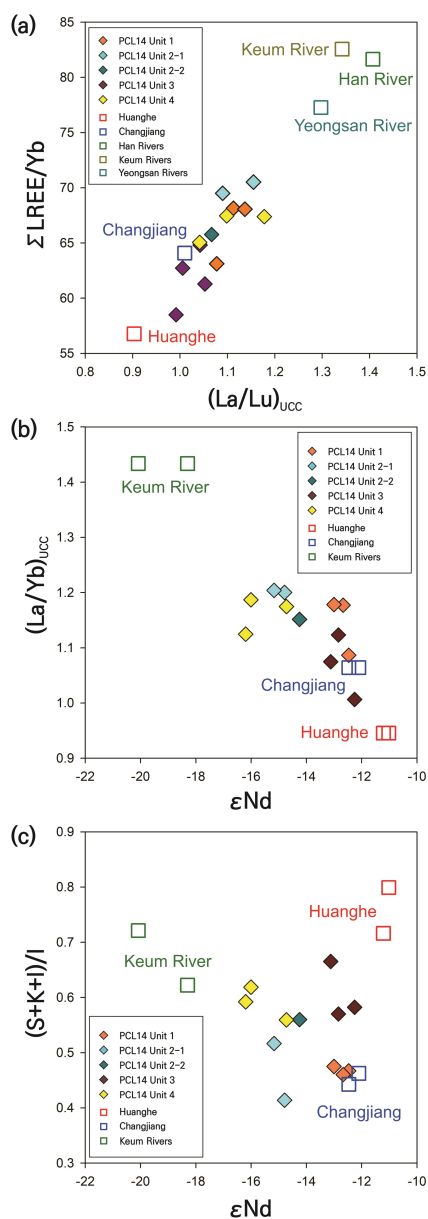 (a)
ΣLREE/Yb
85
80
75
70
65
60
55
PCL14 Unit 1
PCL14 Unit 2-1
PCL14 Unit 2-2
PCL14 Unit 3
PCL14 Unit 4
Huanghe
Changjiang
Han Rivers
Keum Rivers
Yeongsan Rivers
Keum River
Han River
Yeongsan River
Changjiang
Huanghe
0.8 0.9 1.0 1.1 1.2 1.3 1.4 1.5
(La/Lu)UCC
(b)
(La/Yb)UCC
1.5
1.4
1.3
1.2
1.1
1.0
0.9
Keum River
PCL14 Unit 1
PCL14 Unit 2-1
PCL14 Unit 2-2
PCL14 Unit 3
PCL14 Unit 4
Huanghe
Changjiang
Keum Rivers
Changjiang
Huanghe
-22 -20 -18 -16 -14 -12 -10
εNd
(c)
(S+K+I)/I
0.9
0.8
0.7
0.6
0.5
0.4
0.3
Huanghe
Keum River
PCL14 Unit 1
PCL14 Unit 2-1
PCL14 Unit 2-2
PCL14 Unit 3
PCL14 Unit 4
Huanghe
Changjiang
Keum Rivers
Changjiang
-22 -20 -18 -16 -14 -12 -10
εNd